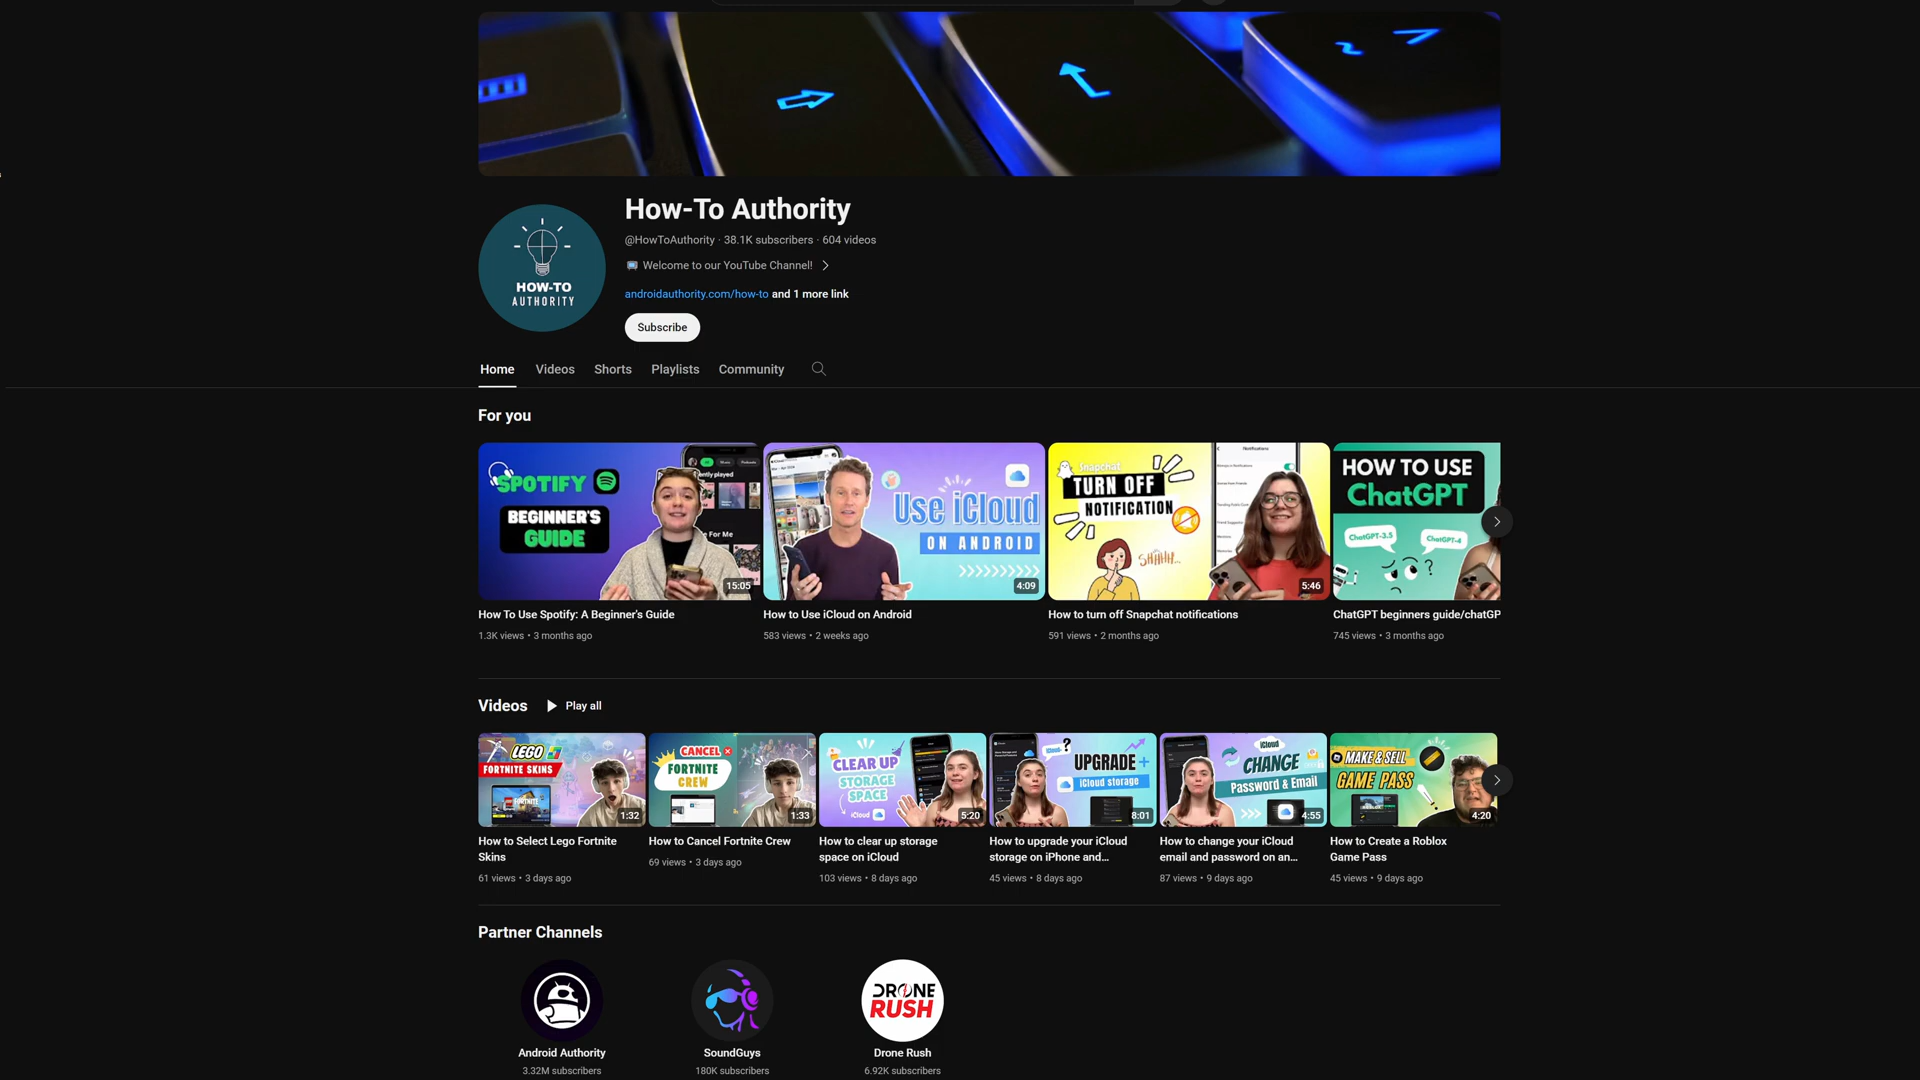 How-To Authority
@HowToAuthority · 38.1K subscribers · 604 videos
HOW-TO
AUTHORITY
Welcome to our YouTube Channel!
androidauthority.com/how-to and 1 more link
Subscribe
Home Videos Shorts Playlists Community
For you
SPOTIFY
BEGINNER'S
GUIDE
15:05
Use iCloud
ON ANDROID
4:09
Snapchat
TURN OFF
NOTIFICATION
SHHH...
Notifications
5:46
HOW TO USE
ChatGPT
ChatGPT-3.5
ChatGPT-4
How To Use Spotify: A Beginner's Guide
1.3K views • 3 months ago
How to Use iCloud on Android
583 views • 2 weeks ago
How to turn off Snapchat notifications
591 views • 2 months ago
ChatGPT beginners guide/chatGP
745 views • 3 months ago
Videos Play all
LEGO
FORTNITE SKINS
1:32
CANCEL
FORTNITE
CREW
1:33
CLEAR UP
STORAGE
SPACE
iCloud
5:20
iCloud
UPGRADE+
iCloud storage
8:01
iCloud
CHANGE
Password & Email
4:55
MAKE & SELL
GAME PASS
4:20
How to Select Lego Fortnite
Skins
61 views • 3 days ago
How to Cancel Fortnite Crew
69 views • 3 days ago
How to clear up storage
space on iCloud
103 views • 8 days ago
How to upgrade your iCloud
storage on iPhone and...
45 views • 8 days ago
How to change your iCloud
email and password on an...
87 views • 9 days ago
How to Create a Roblox
Game Pass
45 views • 9 days ago
Partner Channels
DRONE
RUSH
Android Authority
3.32M subscribers
SoundGuys
180K subscribers
Drone Rush
6.92K subscribers